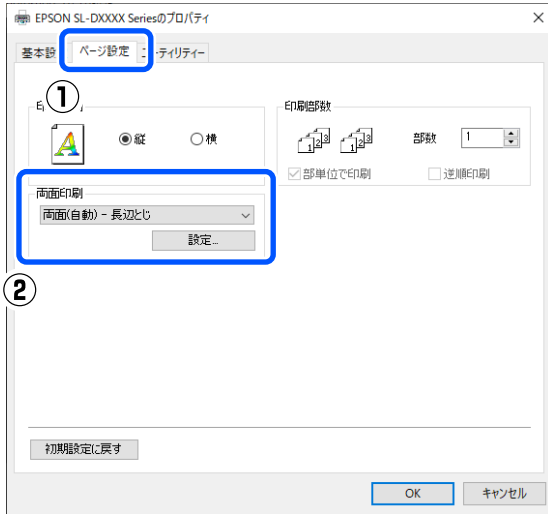 EPSON SL-DXXXX Seriesのプロパティ
基本設 ページ設定 ーティリティー
①
縦 横
印刷部数
部数 1
部単位で印刷 逆順印刷
両面印刷
両面(自動) - 長辺とじ
設定...
②
初期設定に戻す
OK キャンセル